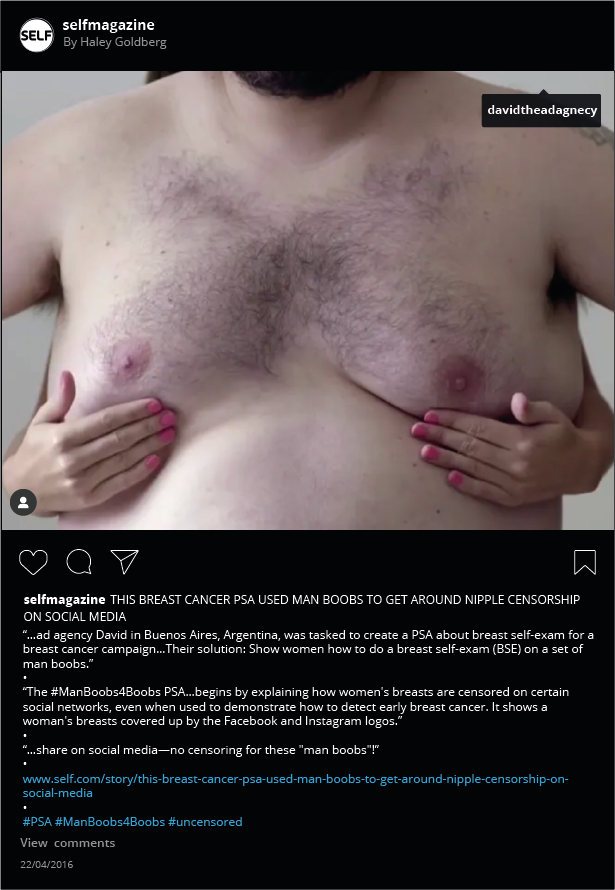 SELF
selfmagazine
By Haley Goldberg
davidtheadagnecy
selfmagazine THIS BREAST CANCER PSA USED MAN BOOBS TO GET AROUND NIPPLE CENSORSHIP
ON SOCIAL MEDIA
“...ad agency David in Buenos Aires, Argentina, was tasked to create a PSA about breast self-exam for a
breast cancer campaign...Their solution: Show women how to do a breast self-exam (BSE) on a set of
man boobs.”
•
“The #ManBoobs4Boobs PSA...begins by explaining how women's breasts are censored on certain
social networks, even when used to demonstrate how to detect early breast cancer. It shows a
woman's breasts covered up by the Facebook and Instagram logos.”
•
“...share on social media—no censoring for these "man boobs"!”
•
www.self.com/story/this-breast-cancer-psa-used-man-boobs-to-get-around-nipple-censorship-on-
social-media
•
#PSA #ManBoobs4Boobs #uncensored
View comments
22/04/2016